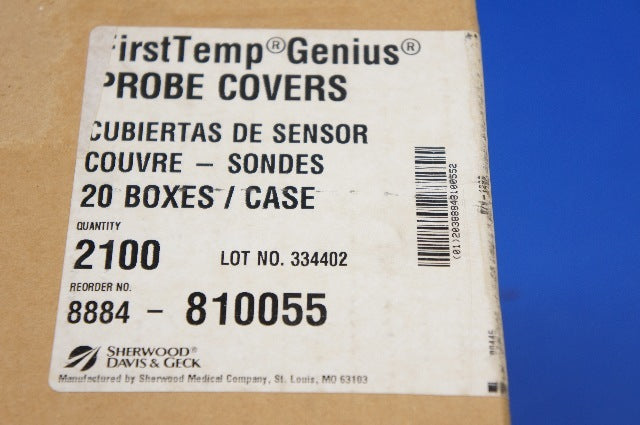 FirstTemp® Genius®
PROBE COVERS
CUBIERTAS DE SENSOR
COUVRE - SONDES
20 BOXES / CASE
QUANTITY
2100 LOT NO. 334402
REORDER NO.
8884 - 810055
SHERWOOD®
DAVIS & GECK
Manufactured by Sherwood Medical Company, St. Louis, MO 63103
(01)20388848100552